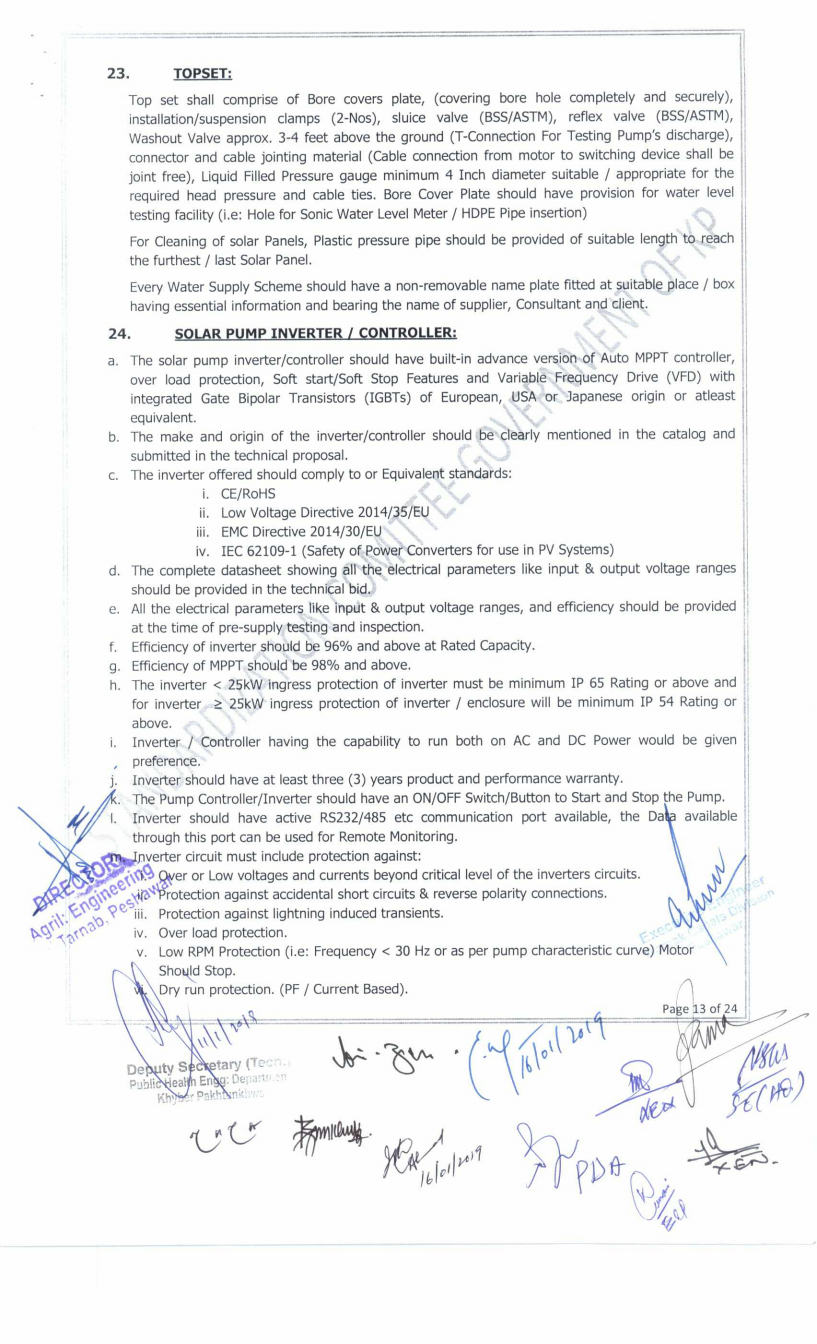 23. TOPSET:
Top set shall comprise of Bore covers plate, (covering bore hole completely and securely),
installation/suspension clamps (2-Nos), sluice valve (BSS/ASTM), reflex valve (BSS/ASTM),
Washout Valve approx. 3-4 feet above the ground (T-Connection For Testing Pump's discharge),
connector and cable jointing material (Cable connection from motor to switching device shall be
joint free), Liquid Filled Pressure gauge minimum 4 Inch diameter suitable / appropriate for the
required head pressure and cable ties. Bore Cover Plate should have provision for water level
testing facility (i.e: Hole for Sonic Water Level Meter / HDPE Pipe insertion)
For Cleaning of solar Panels, Plastic pressure pipe should be provided of suitable length to reach
the furthest / last Solar Panel.
Every Water Supply Scheme should have a non-removable name plate fitted at suitable place / box
having essential information and bearing the name of supplier, Consultant and client.
24. SOLAR PUMP INVERTER / CONTROLLER:
a. The solar pump inverter/controller should have built-in advance version of Auto MPPT controller,
over load protection, Soft start/Soft Stop Features and Variable Frequency Drive (VFD) with
integrated Gate Bipolar Transistors (IGBTs) of European, USA or Japanese origin or atleast
equivalent.
b. The make and origin of the inverter/controller should be clearly mentioned in the catalog and
submitted in the technical proposal.
c. The inverter offered should comply to or Equivalent standards:
i. CE/RoHS
ii. Low Voltage Directive 2014/35/EU
iii. EMC Directive 2014/30/EU
iv. IEC 62109-1 (Safety of Power Converters for use in PV Systems)
d. The complete datasheet showing all the electrical parameters like input & output voltage ranges
should be provided in the technical bid.
e. All the electrical parameters like input & output voltage ranges, and efficiency should be provided
at the time of pre-supply testing and inspection.
f. Efficiency of inverter should be 96% and above at Rated Capacity.
g. Efficiency of MPPT should be 98% and above.
h. The inverter < 25kW ingress protection of inverter must be minimum IP 65 Rating or above and
for inverter ≥ 25kW ingress protection of inverter / enclosure will be minimum IP 54 Rating or
above.
i. Inverter / Controller having the capability to run both on AC and DC Power would be given
preference.
j. Inverter should have at least three (3) years product and performance warranty.
k. The Pump Controller/Inverter should have an ON/OFF Switch/Button to Start and Stop the Pump.
l. Inverter should have active RS232/485 etc communication port available, the Data available
through this port can be used for Remote Monitoring.
m. Inverter circuit must include protection against:
i. Over or Low voltages and currents beyond critical level of the inverters circuits.
ii. Protection against accidental short circuits & reverse polarity connections.
iii. Protection against lightning induced transients.
iv. Over load protection.
v. Low RPM Protection (i.e: Frequency < 30 Hz or as per pump characteristic curve) Motor
Should Stop.
vi. Dry run protection. (PF / Current Based).
Page 13 of 24
STANDARDIZATION COMITTEE GOVERNMENT OF KP
DIRECTOR
Agril: Engineering
Tarnab, Peshawar
11/1/2018
Deputy Secretary (Tecn.
Public Health Engg: Departmen
Khyber Pakhtunkhwa
16/01/2019
16/01/2019
XEN
SE(HQ)
PDA
XEN.